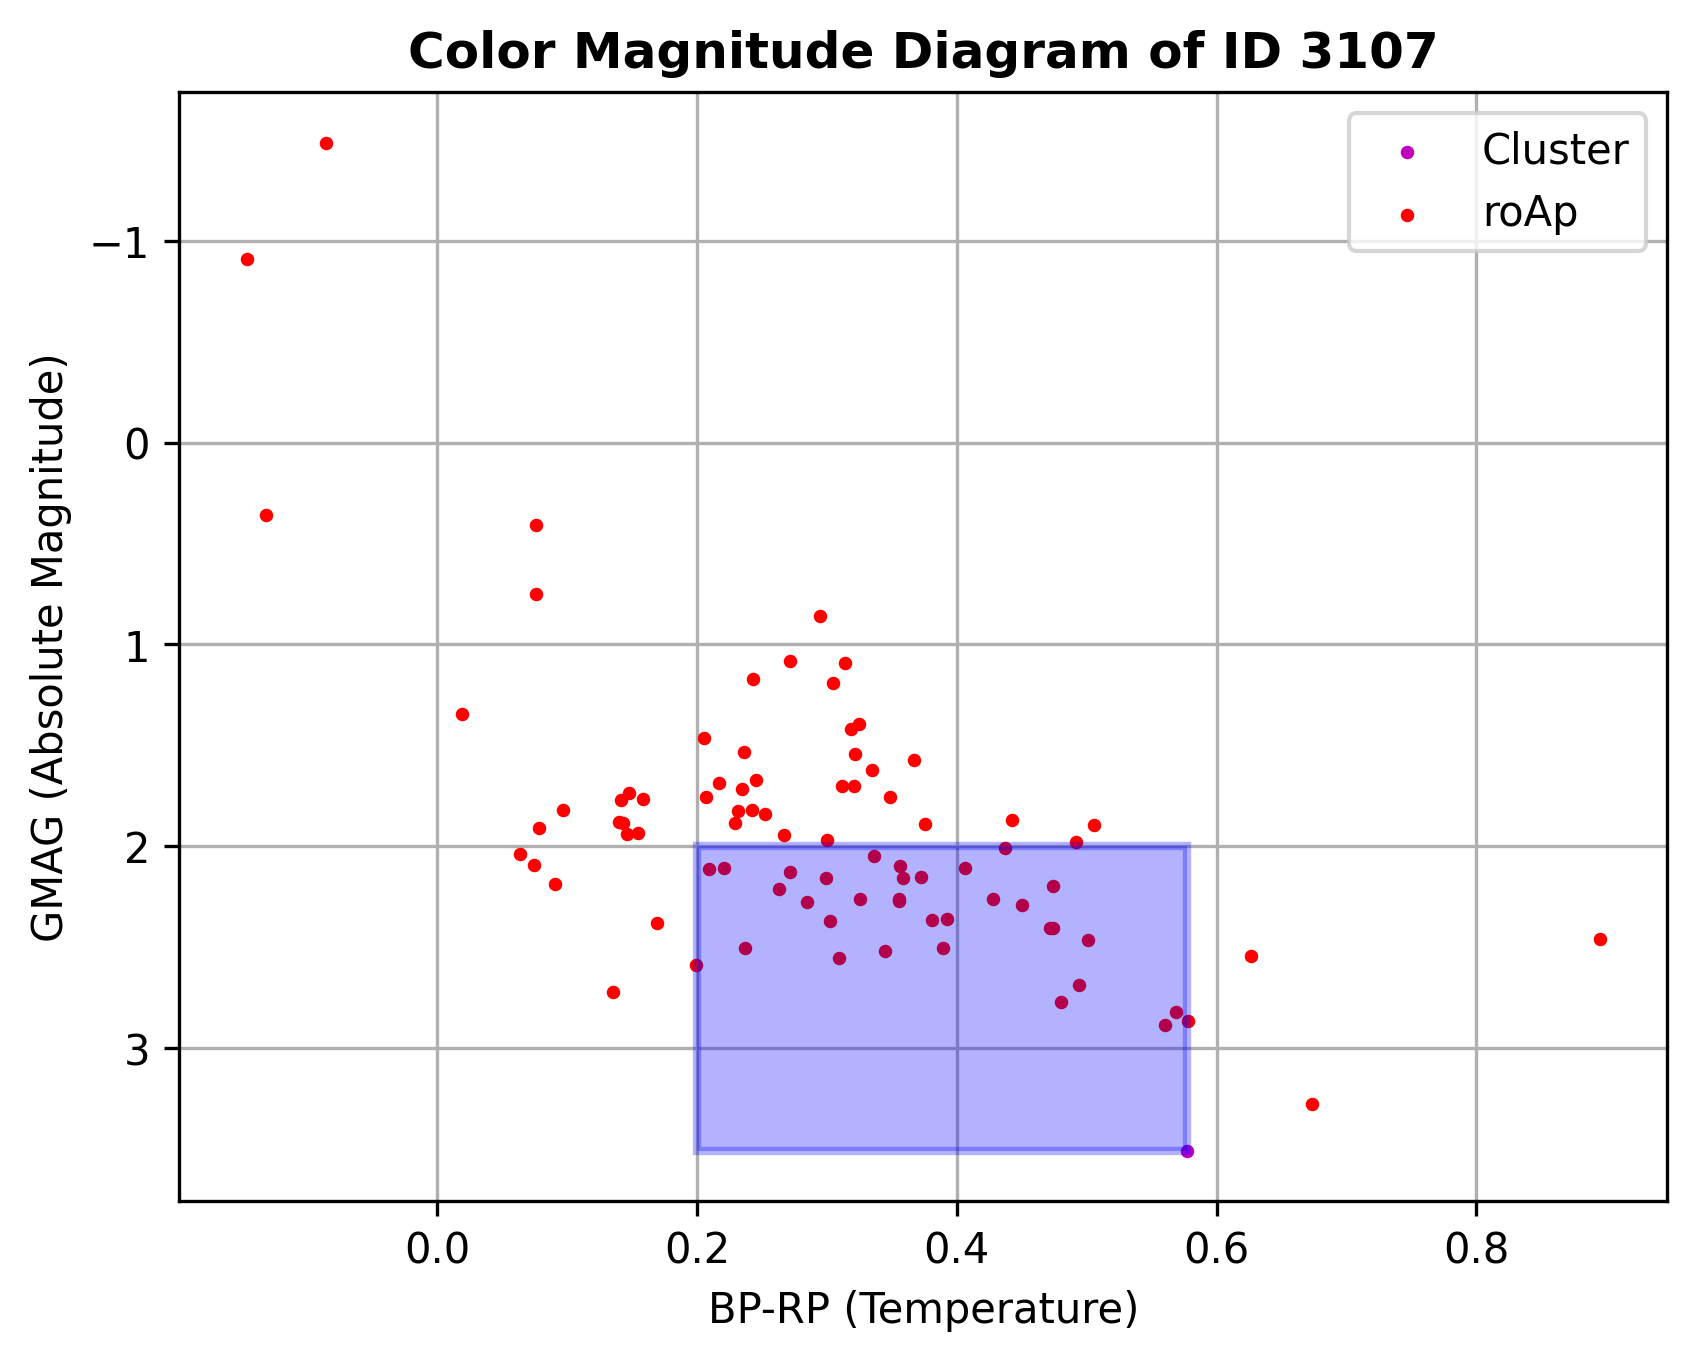 Color Magnitude Diagram of ID 3107
Cluster
roAp
GMAG (Absolute Magnitude)
−1
0
1
2
3
0.0 0.2 0.4 0.6 0.8
BP-RP (Temperature)